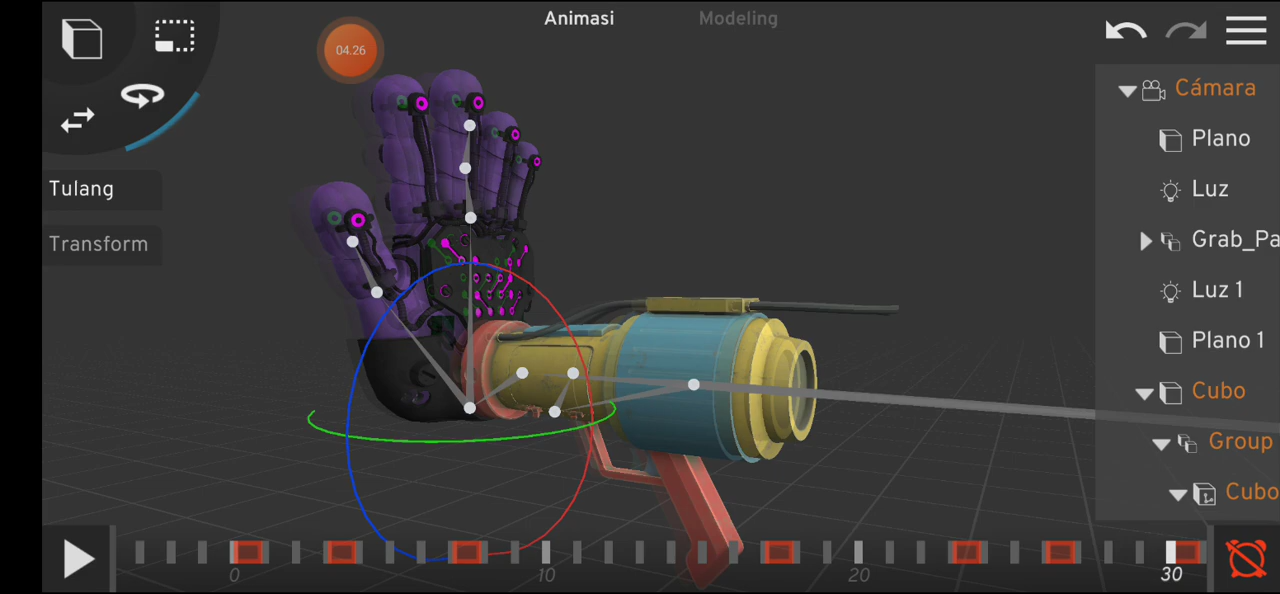 Animasi
Modeling
04.26
Tulang
Transform
Cámara
Plano
Luz
Grab_Pa
Luz 1
Plano 1
Cubo
Group
Cubo
0
10
20
30